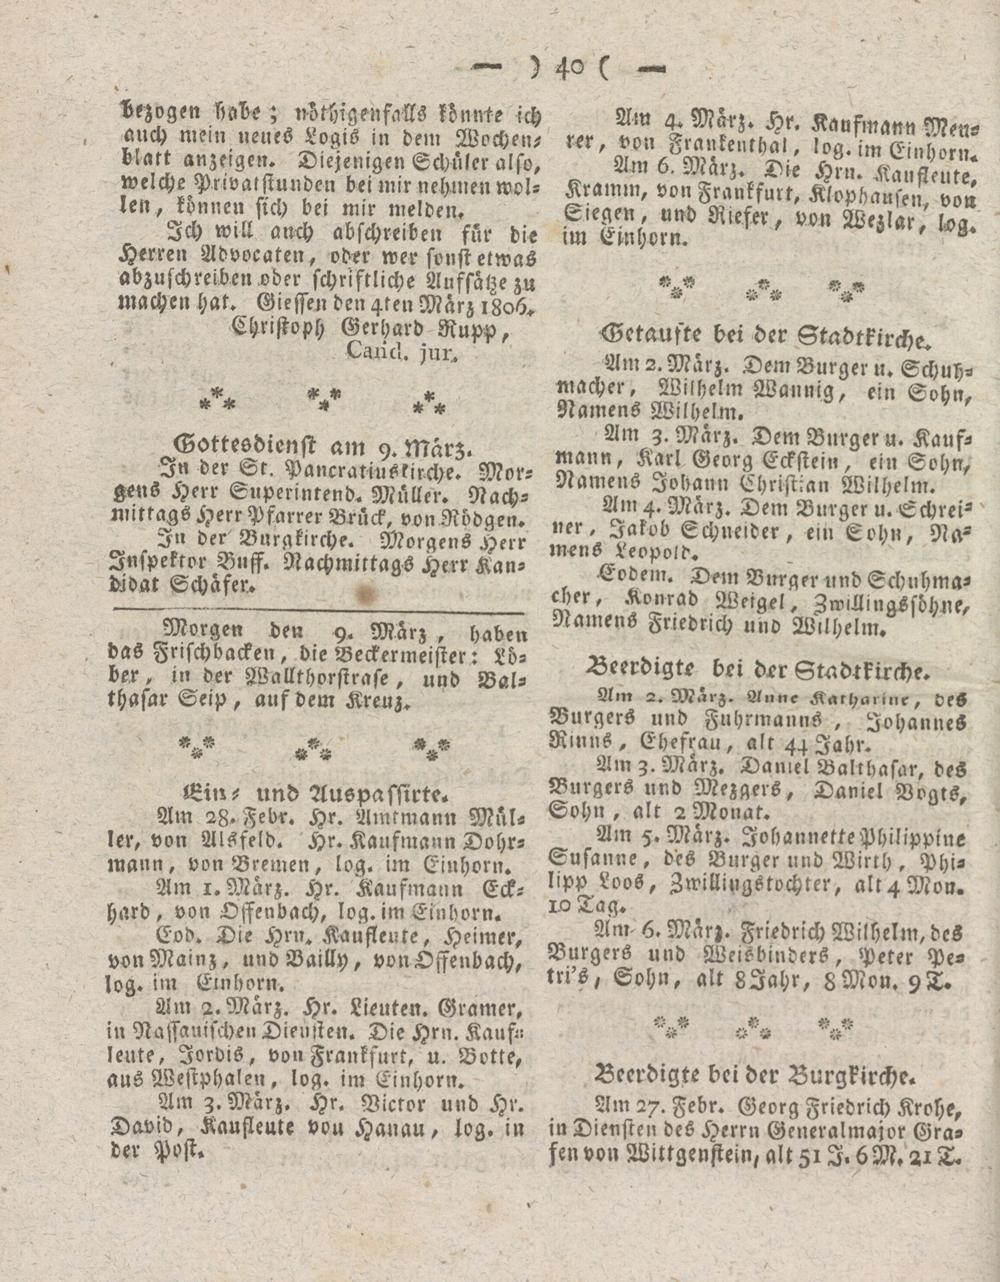 — ) 40 ( —
bezogen habe; nöthigenfalls könnte ich
auch mein neues Logis in dem Wochen-
blatt anzeigen. Diejenigen Schüler also,
welche Privatstunden bei mir nehmen wol-
len, können sich bei mir melden.
Ich will auch abschreiben für die
Herren Advocaten, oder wer sonst etwas
abzuschreiben oder schriftliche Aufsätze zu
machen hat. Giessen den 4ten März 1806.
Christoph Gerhard Rupp,
Cand. jur.
Gottesdienst am 9. März.
In der St. Pancratiuskirche. Mor-
gens Herr Superintend. Müller. Nach-
mittags Herr Pfarrer Brück, von Rödgen.
In der Burgkirche. Morgens Herr
Inspektor Buff. Nachmittags Herr Kan-
didat Schäfer.
Morgen den 9. März, haben
das Frischbacken, die Beckermeister: Lö-
ber, in der Wallthorstrase, und Bal-
thasar Seip, auf dem Kreuz.
Ein- und Auspassirte.
Am 28. Febr. Hr. Amtmann Mül-
ler, von Alsfeld. Hr. Kaufmann Dohr-
mann, von Bremen, log. im Einhorn.
Am 1. März. Hr. Kaufmann Eck-
hard, von Offenbach, log. im Einhorn.
Eod. Die Hrn. Kaufleute, Heimer,
von Mainz, und Bailly, von Offenbach,
log. im Einhorn.
Am 2. März. Hr. Lieuten. Gramer,
in Nassauischen Diensten. Die Hrn. Kauf-
leute, Jordis, von Frankfurt, u. Botte,
aus Westphalen, log. im Einhorn.
Am 3. März. Hr. Victor und Hr.
David, Kaufleute von Hanau, log. in
der Post.
Am 4. März. Hr. Kaufmann Men-
rer, von Frankenthal, log. im Einhorn.
Am 6. März. Die Hrn. Kaufleute,
Kramm, von Frankfurt, Klophausen, von
Siegen, und Riefer, von Wezlar, log.
im Einhorn.
Getaufte bei der Stadtkirche.
Am 2. März. Dem Burger u. Schuh-
macher, Wilhelm Wannig, ein Sohn,
Namens Wilhelm.
Am 3. März. Dem Burger u. Kauf-
mann, Karl Georg Eckstein, ein Sohn,
Namens Johann Christian Wilhelm.
Am 4. März. Dem Burger u. Schrei-
ner, Jakob Schneider, ein Sohn, Na-
mens Leopold.
Eodem. Dem Burger und Schuhma-
cher, Konrad Weigel, Zwillingssöhne,
Namens Friedrich und Wilhelm.
Beerdigte bei der Stadtkirche.
Am 2. März. Anne Katharine, des
Burgers und Fuhrmanns, Johannes
Rinns, Ehefrau, alt 44 Jahr.
Am 3. März. Daniel Balthasar, des
Burgers und Mezgers, Daniel Vogts,
Sohn, alt 2 Monat.
Am 5. März. Johannette Philippine
Susanne, des Burger und Wirth, Phi-
lipp Loos, Zwillingstochter, alt 4 Mon.
10 Tag.
Am 6. März. Friedrich Wilhelm, des
Burgers und Weisbinders, Peter Pe-
tri's, Sohn, alt 8 Jahr, 8 Mon. 9 T.
Beerdigte bei der Burgkirche.
Am 27. Febr. Georg Friedrich Krohe,
in Diensten des Herrn Generalmajor Gra-
fen von Wittgenstein, alt 51 J. 6 M. 21 T.